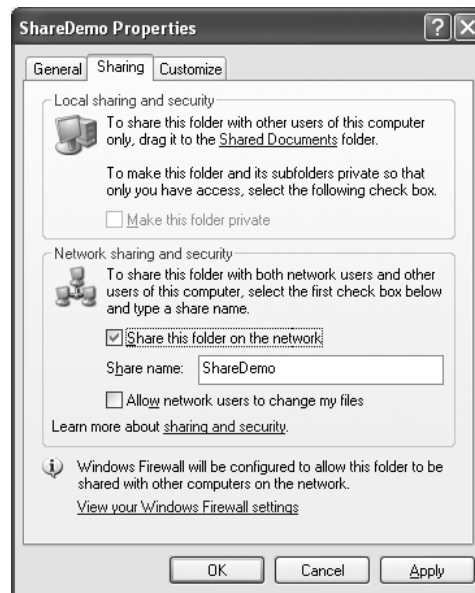 ShareDemo Properties
General Sharing Customize
Local sharing and security
To share this folder with other users of this computer
only, drag it to the Shared Documents folder.
To make this folder and its subfolders private so that
only you have access, select the following check box.
Make this folder private
Network sharing and security
To share this folder with both network users and other
users of this computer, select the first check box below
and type a share name.
Share this folder on the network
Share name: ShareDemo
Allow network users to change my files
Learn more about sharing and security.
Windows Firewall will be configured to allow this folder to be
shared with other computers on the network.
View your Windows Firewall settings
OK Cancel Apply